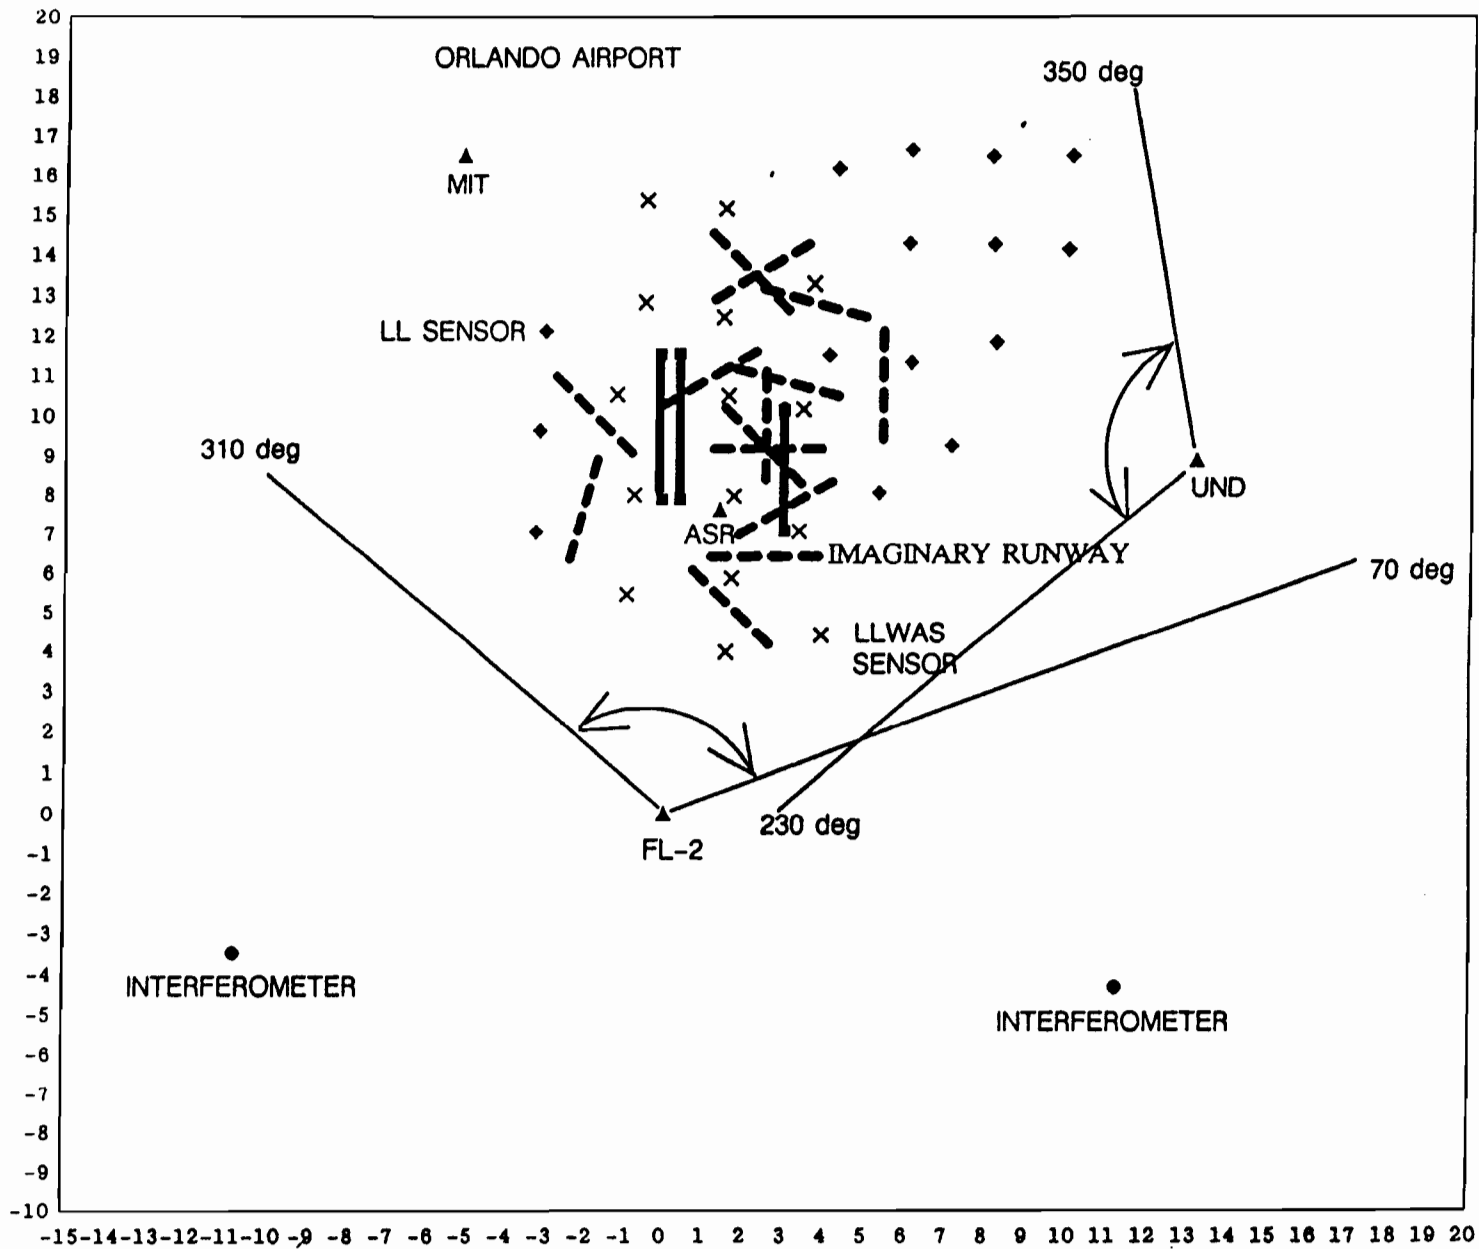 20
19
ORLANDO AIRPORT
350 deg
18
17
16
MIT
15
14
13
12
LL SENSOR
11
10
310 deg
9
8
UND
7
ASR
IMAGINARY RUNWAY
6
70 deg
5
LLWAS
SENSOR
4
3
2
1
0
230 deg
FL-2
-1
-2
-3
-4
INTERFEROMETER
-5
INTERFEROMETER
-6
-7
-8
-9
-10
-15 -14 -13 -12 -11 -10 -9 -8 -7 -6 -5 -4 -3 -2 -1 0 1 2 3 4 5 6 7 8 9 10 11 12 13 14 15 16 17 18 19 20